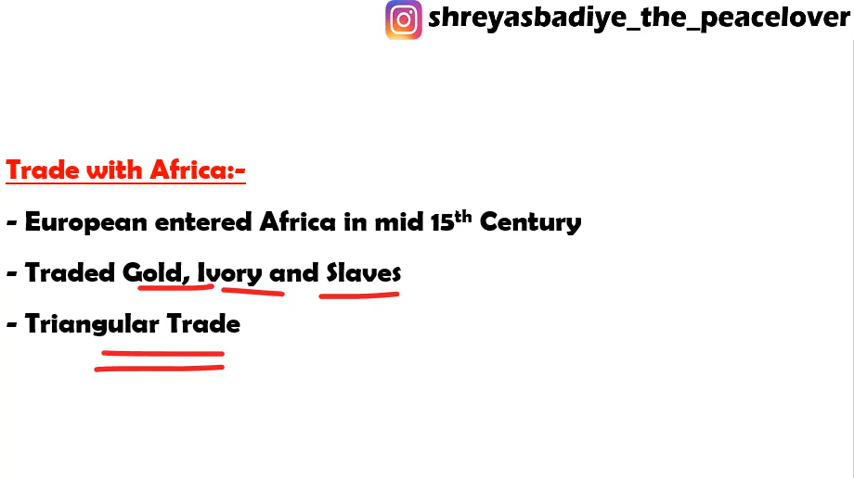 shreyasbadiye_the_peacelover
Trade with Africa:-
- European entered Africa in mid 15th Century
- Traded Gold, Ivory and Slaves
- Triangular Trade